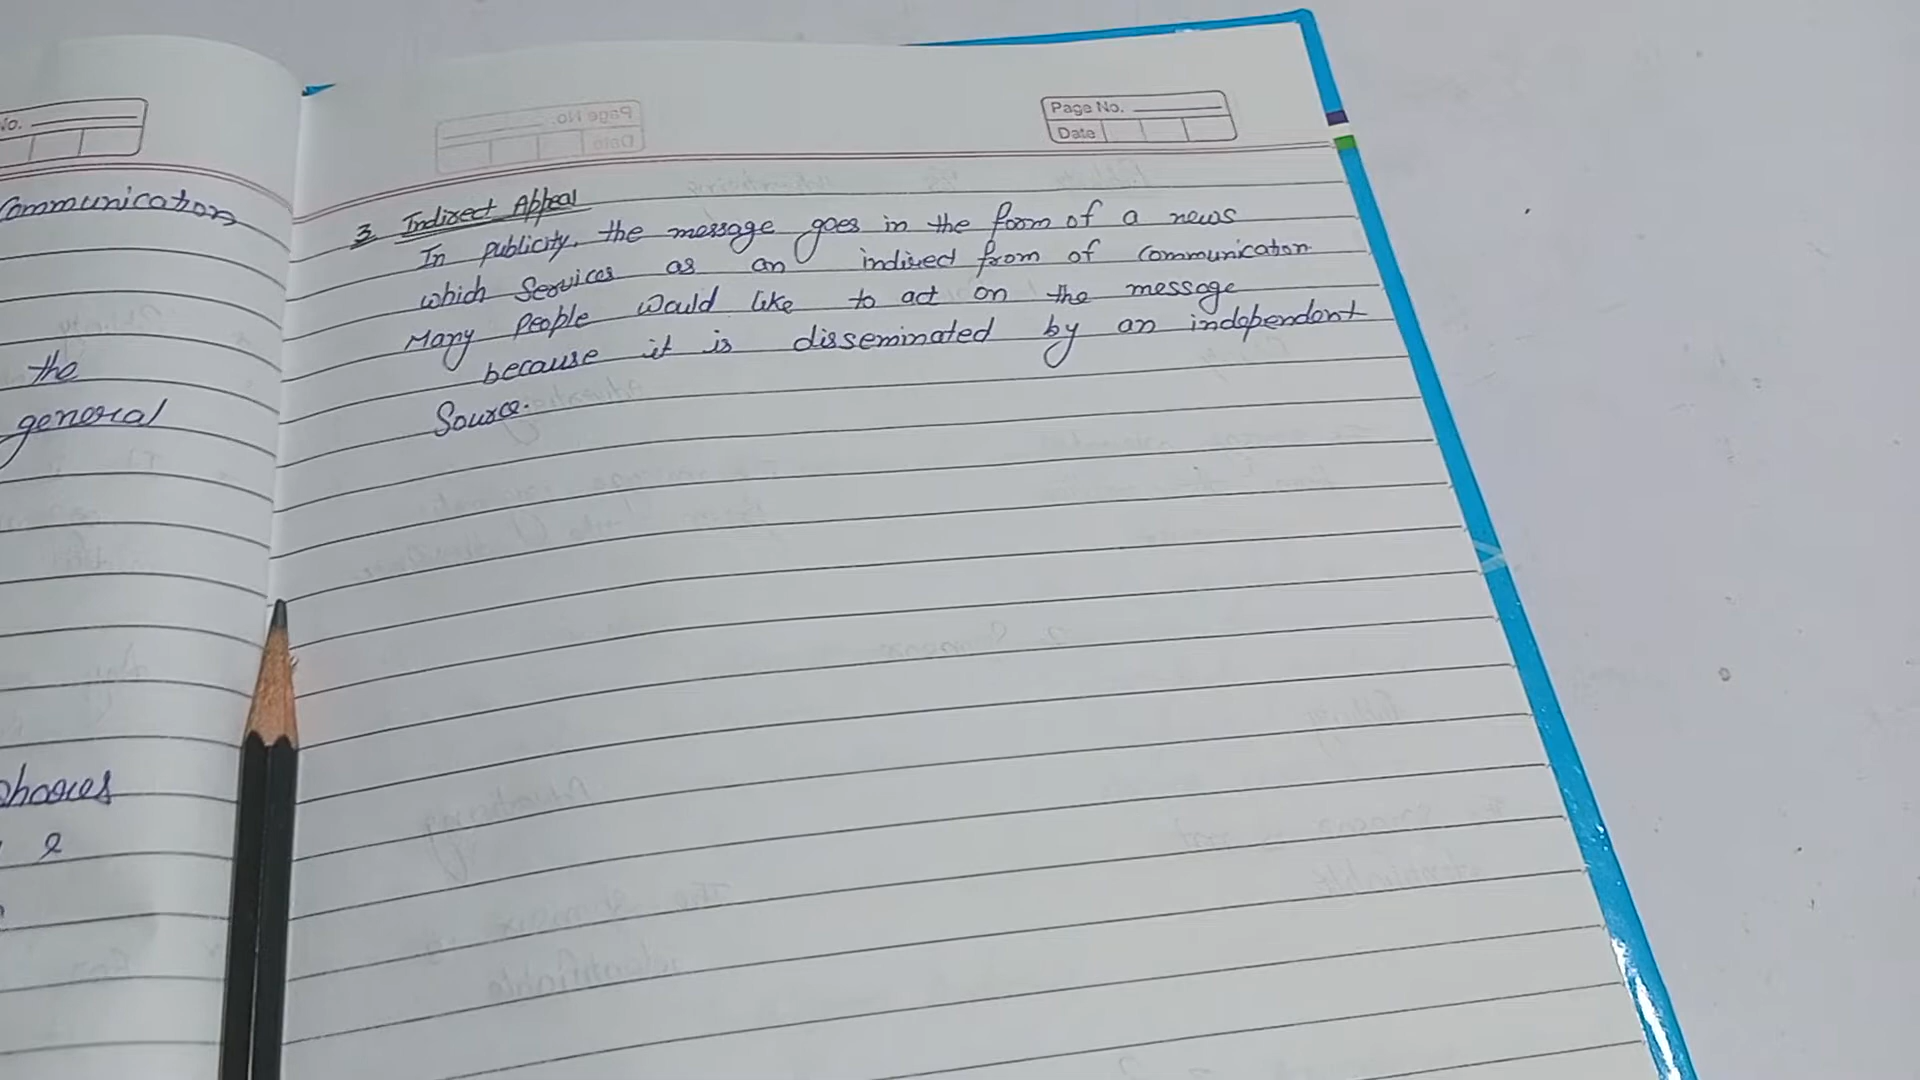 No.
Communication
the
general
Page No.
Date
3 Indirect Appeal
In publicity, the message goes in the form of a news
which Services as an indirect from of communicaton
Many People would like to act on the message
because it is disseminated by an independent
Source.